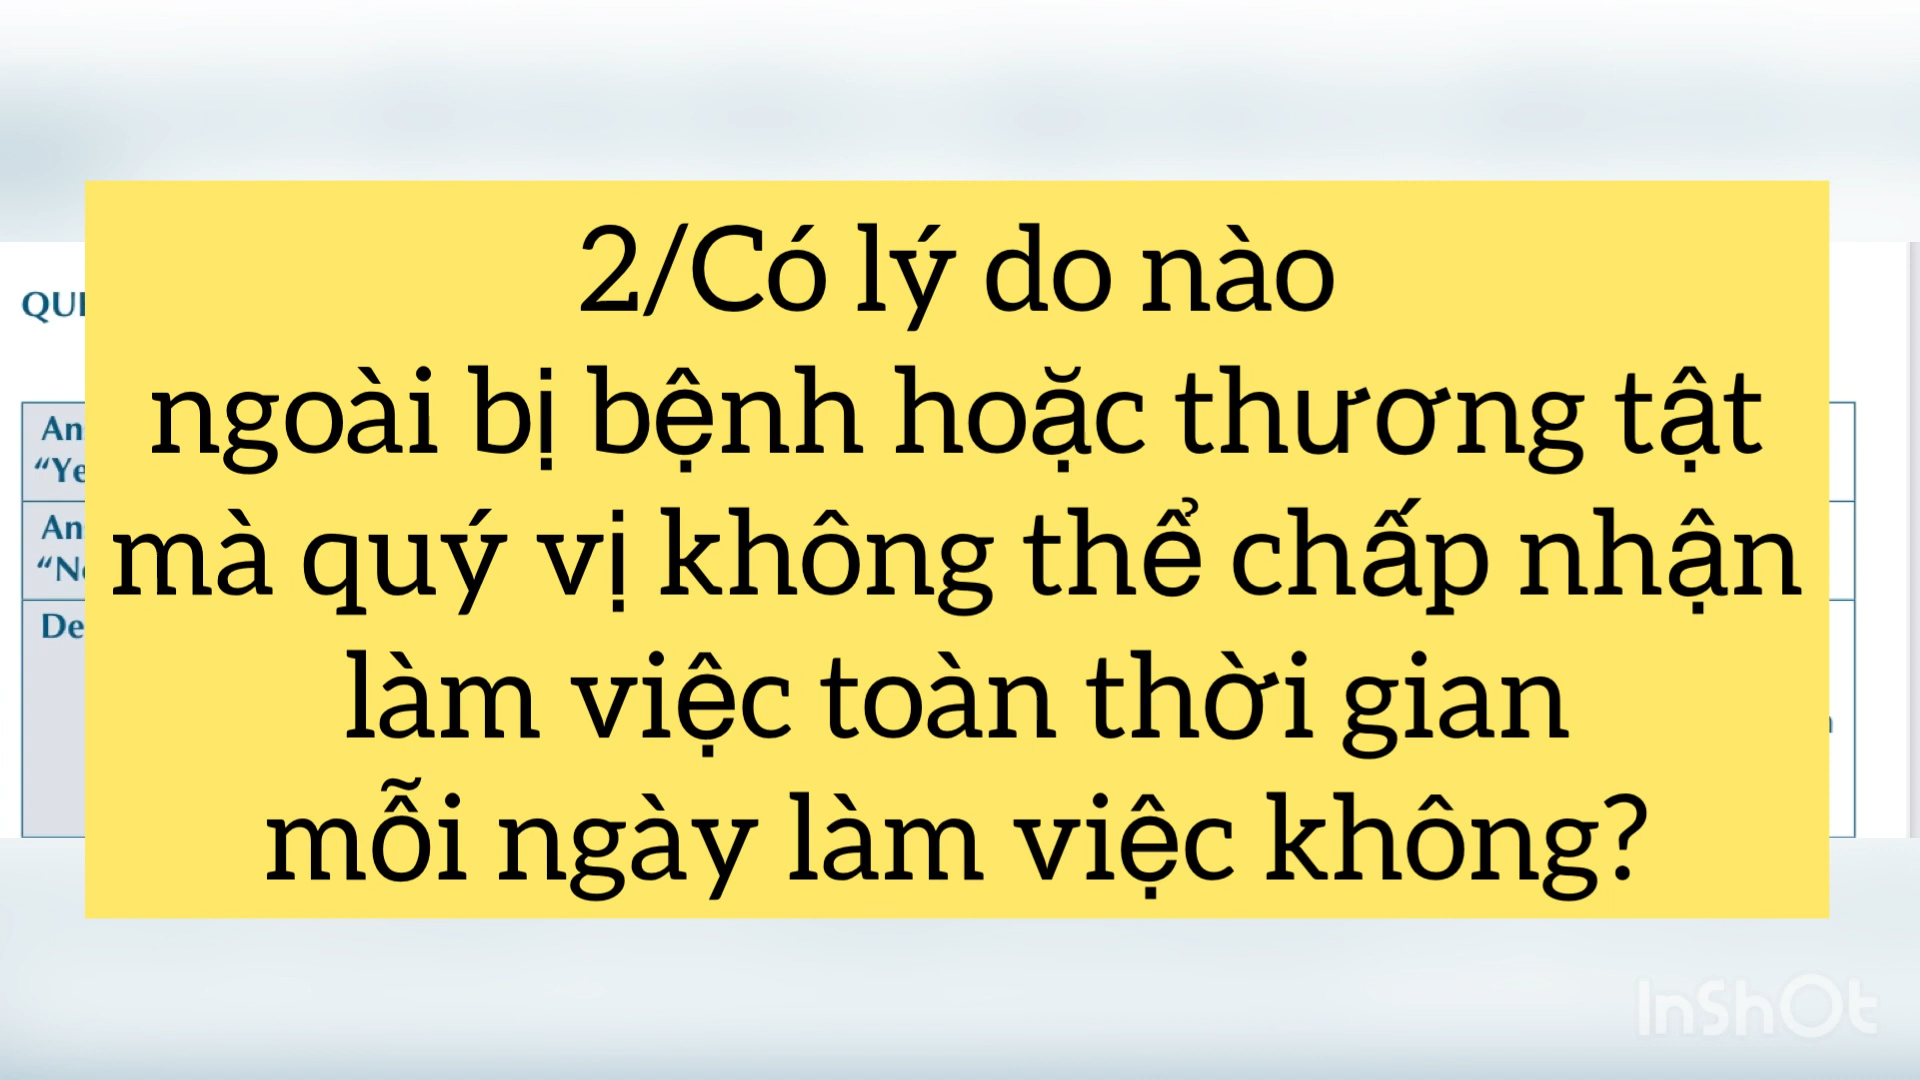 2/Có lý do nào
ngoài bị bệnh hoặc thương tật
mà quý vị không thể chấp nhận
làm việc toàn thời gian
mỗi ngày làm việc không?
InShOt